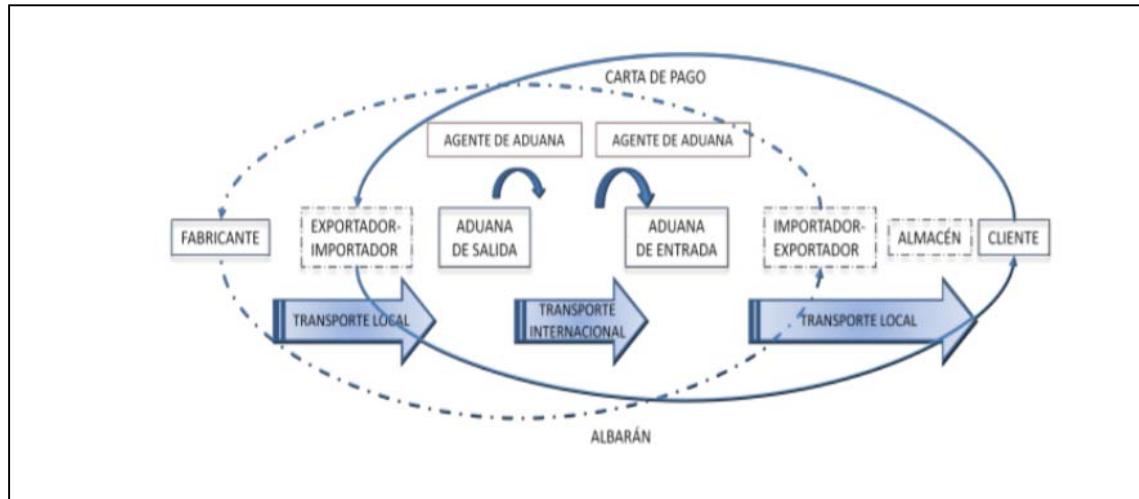 CARTA DE PAGO
AGENTE DE ADUANA
AGENTE DE ADUANA
FABRICANTE
EXPORTADOR-
IMPORTADOR
ADUANA
DE SALIDA
ADUANA
DE ENTRADA
IMPORTADOR-
EXPORTADOR
ALMACÉN
CLIENTE
TRANSPORTE LOCAL
TRANSPORTE
INTERNACIONAL
TRANSPORTE LOCAL
ALBARÁN